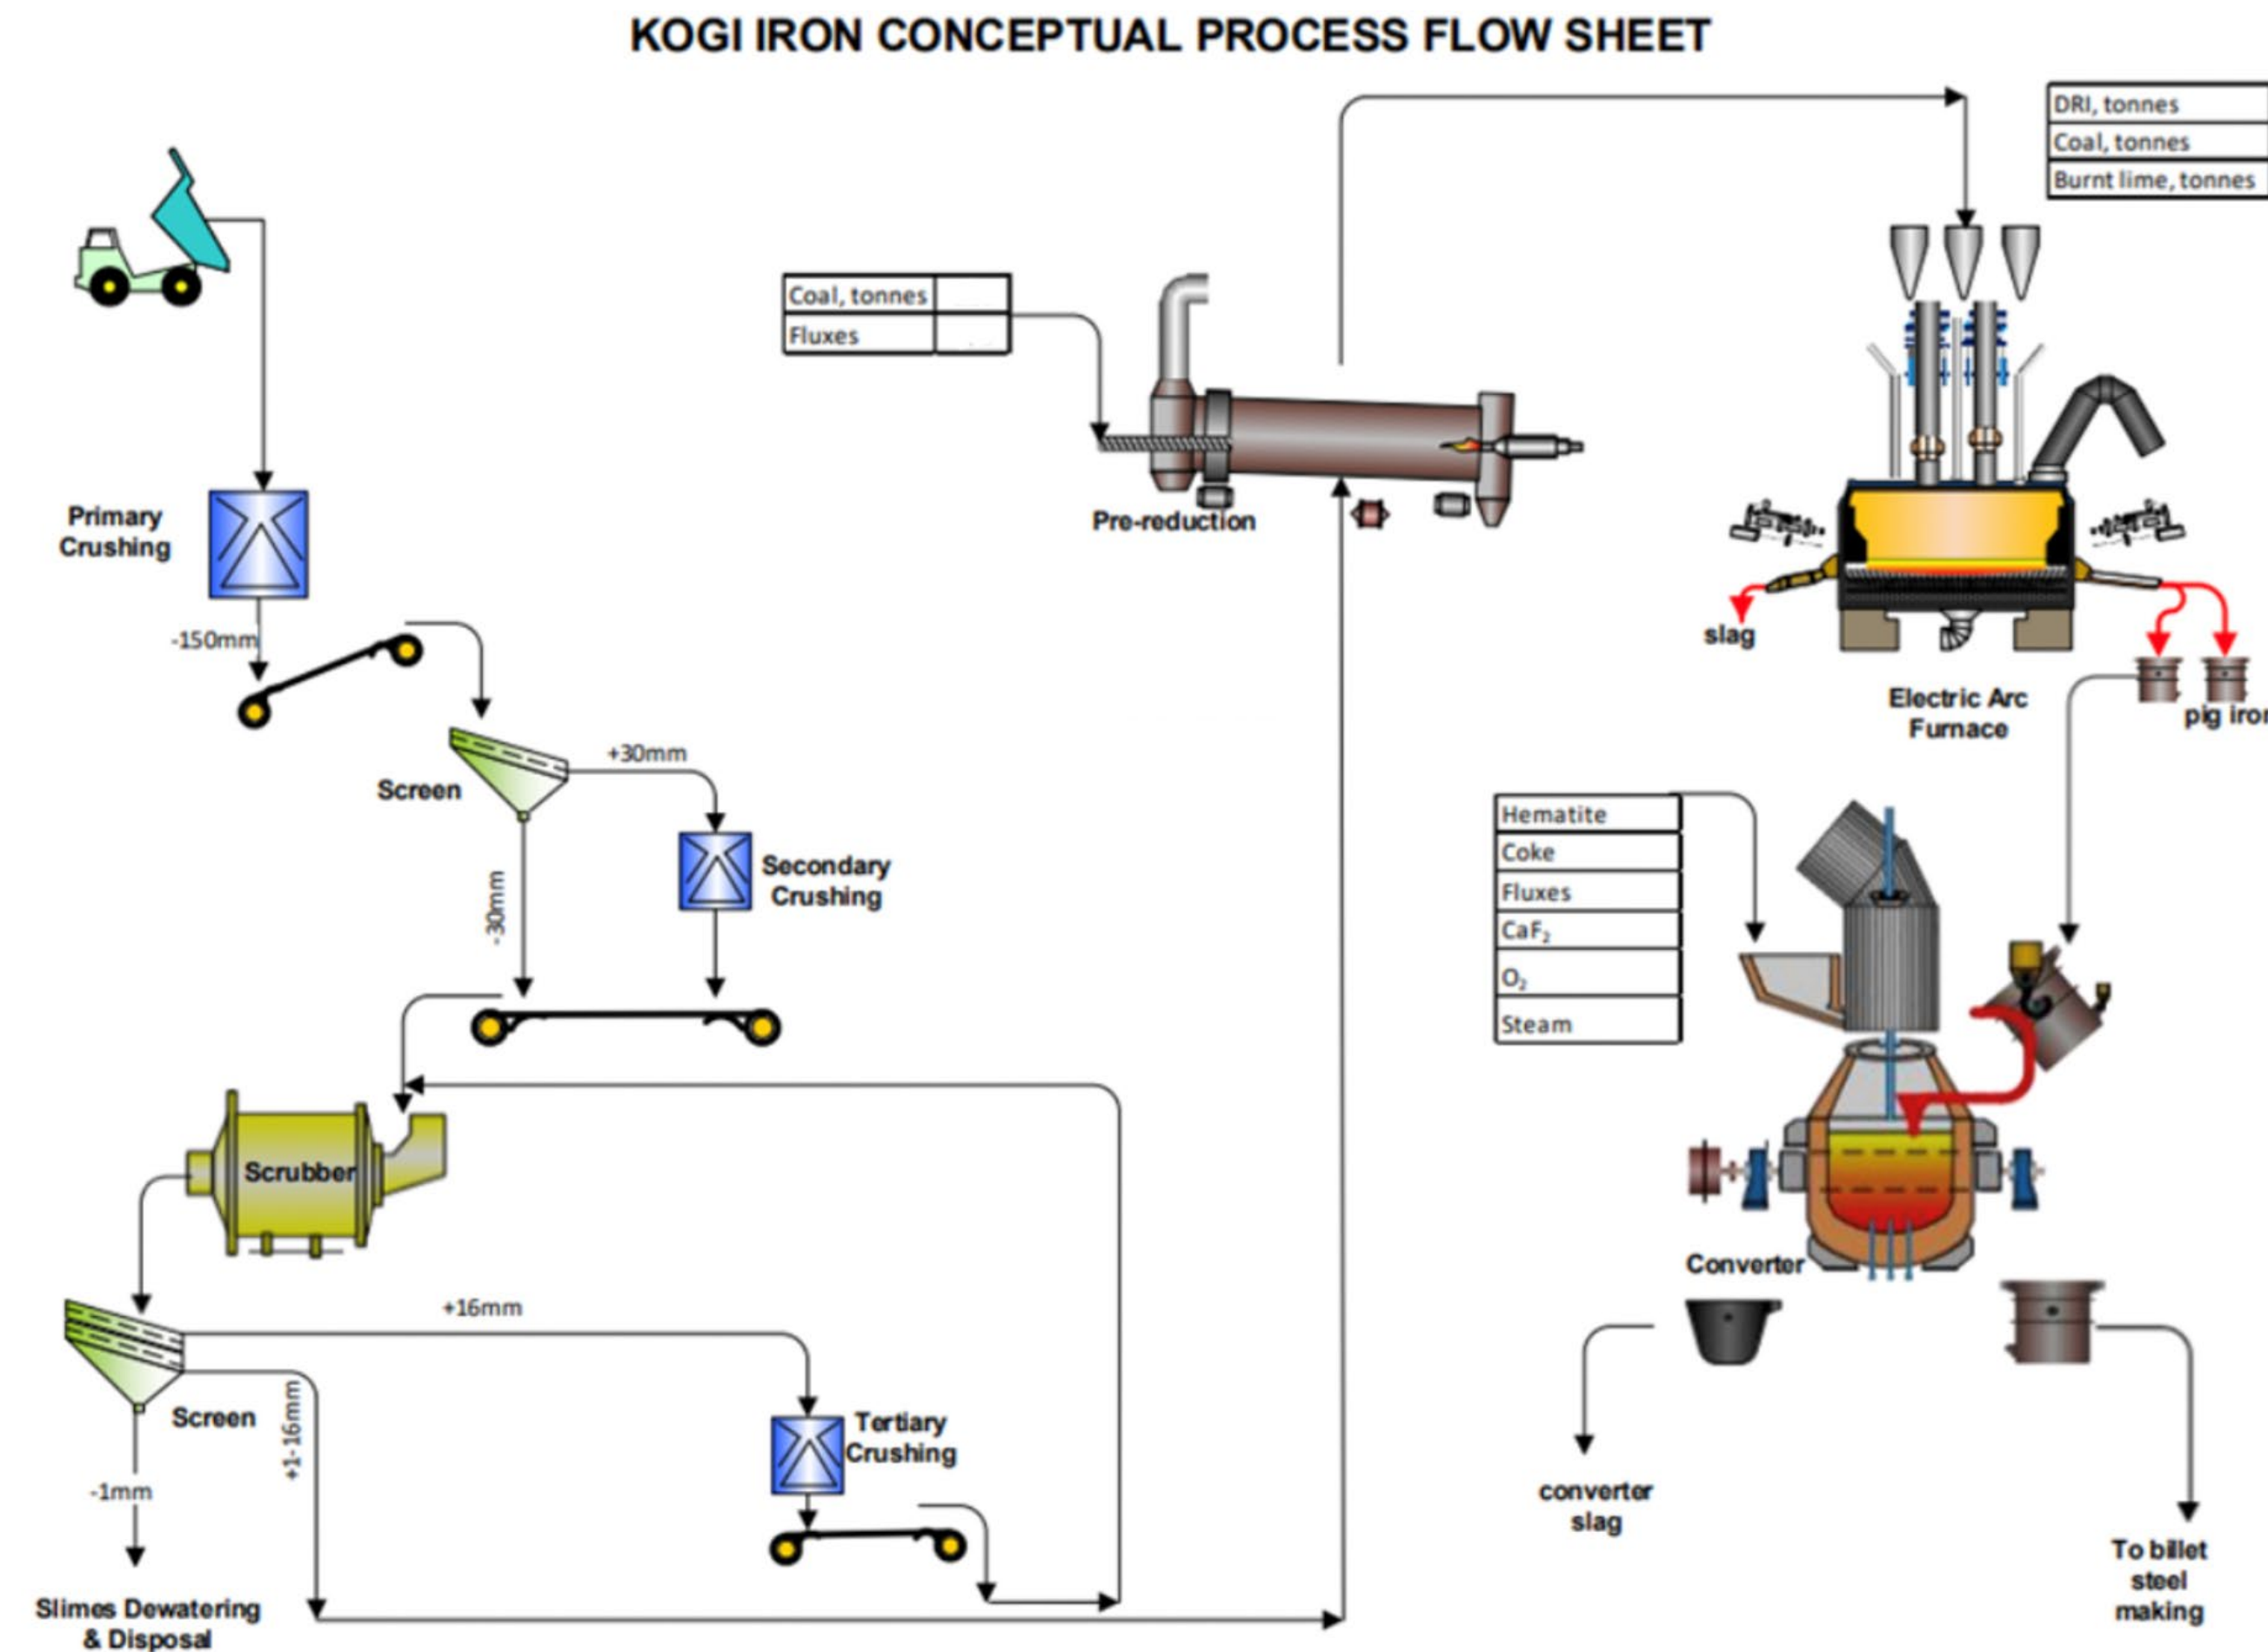 KOGI IRON CONCEPTUAL PROCESS FLOW SHEET
DRI, tonnes
Coal, tonnes
Burnt lime, tonnes
Coal, tonnes
Fluxes
Primary
Crushing
Pre-reduction
-150mm
slag
Electric Arc
Furnace
pig iron
Screen
+30mm
-30mm
Secondary
Crushing
Hematite
Coke
Fluxes
CaF₂
O₂
Steam
Scrubber
Converter
+16mm
Screen
+1-16mm
-1mm
Tertiary
Crushing
converter
slag
To billet
steel
making
Slimes Dewatering
& Disposal